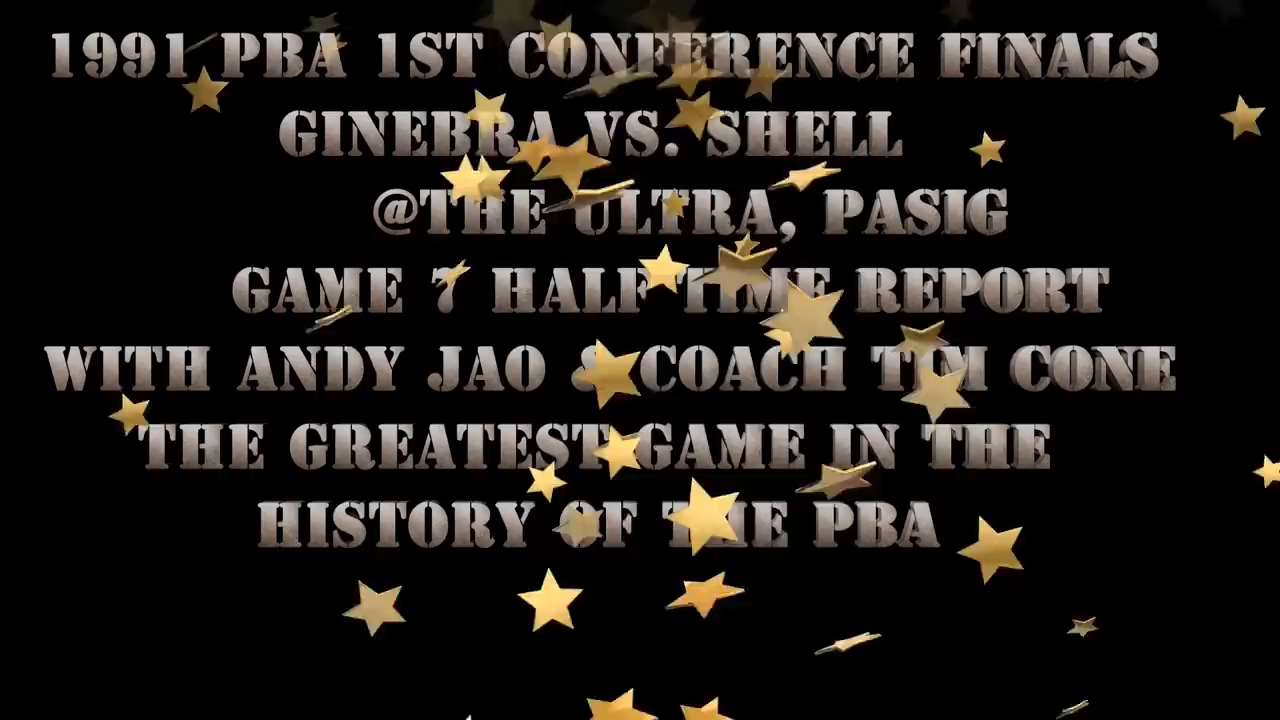 1991 PBA 1ST CONFERENCE FINALS
GINEBRA VS. SHELL
@THE ULTRA, PASIG
GAME 7 HALF TIME REPORT
WITH ANDY JAO & COACH TIM CONE
THE GREATEST GAME IN THE
HISTORY OF THE PBA